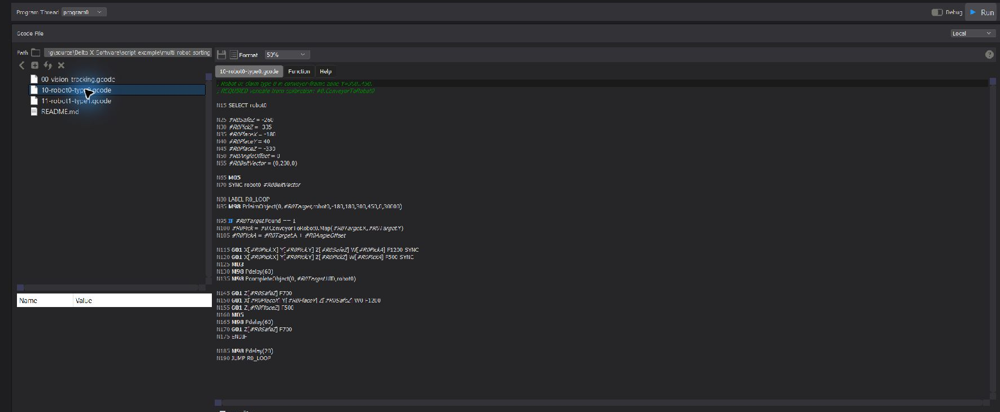 Program Thread program0
Debug Run
Gcode File
Local
Path g\source\Delta X Software\script example\multi robot sorting
Format 50%
10-robot0-type0.gcode Function Help
00-vision tracking.gcode
10-robot0-type0.gcode
11-robot1-type1.gcode
README.md
Name Value
; Robot 0: claim type 0 in conveyor-frame zone Y=300..450.
; REQUIRED variable from calibration: #0.ConveyorToRobot0
N15 SELECT robot0
N25 #R0SafeZ = -260
N30 #R0PickZ = -335
N35 #R0PlaceX = -180
N40 #R0PlaceY = 40
N45 #R0PlaceZ = -330
N50 #R0AngleOffset = 0
N55 #R0BeltVector = (0,200,0)
N65 M05
N70 SYNC robot0 #R0BeltVector
N80 LABEL R0_LOOP
N85 M98 PclaimObject(0,#R0Target,robot0,-180,180,300,450,0,30000)
N95 IF #R0Target.Found == 1
N100 #R0Pick = #0.ConveyorToRobot0.Map(#R0Target.X,#R0Target.Y)
N105 #R0PickA = #R0Target.A + #R0AngleOffset
N115 G01 X[#R0Pick.X] Y[#R0Pick.Y] Z[#R0SafeZ] W[#R0PickA] F1200 SYNC
N120 G01 X[#R0Pick.X] Y[#R0Pick.Y] Z[#R0PickZ] W[#R0PickA] F500 SYNC
N125 M03
N130 M98 Pdelay(60)
N135 M98 PcompleteObject(0,#R0Target.UID,robot0)
N145 G01 Z[#R0SafeZ] F700
N150 G01 X[#R0PlaceX] Y[#R0PlaceY] Z[#R0SafeZ] W0 F1200
N155 G01 Z[#R0PlaceZ] F500
N160 M05
N165 M98 Pdelay(60)
N170 G01 Z[#R0SafeZ] F700
N175 ENDIF
N185 M98 Pdelay(20)
N190 JUMP R0_LOOP